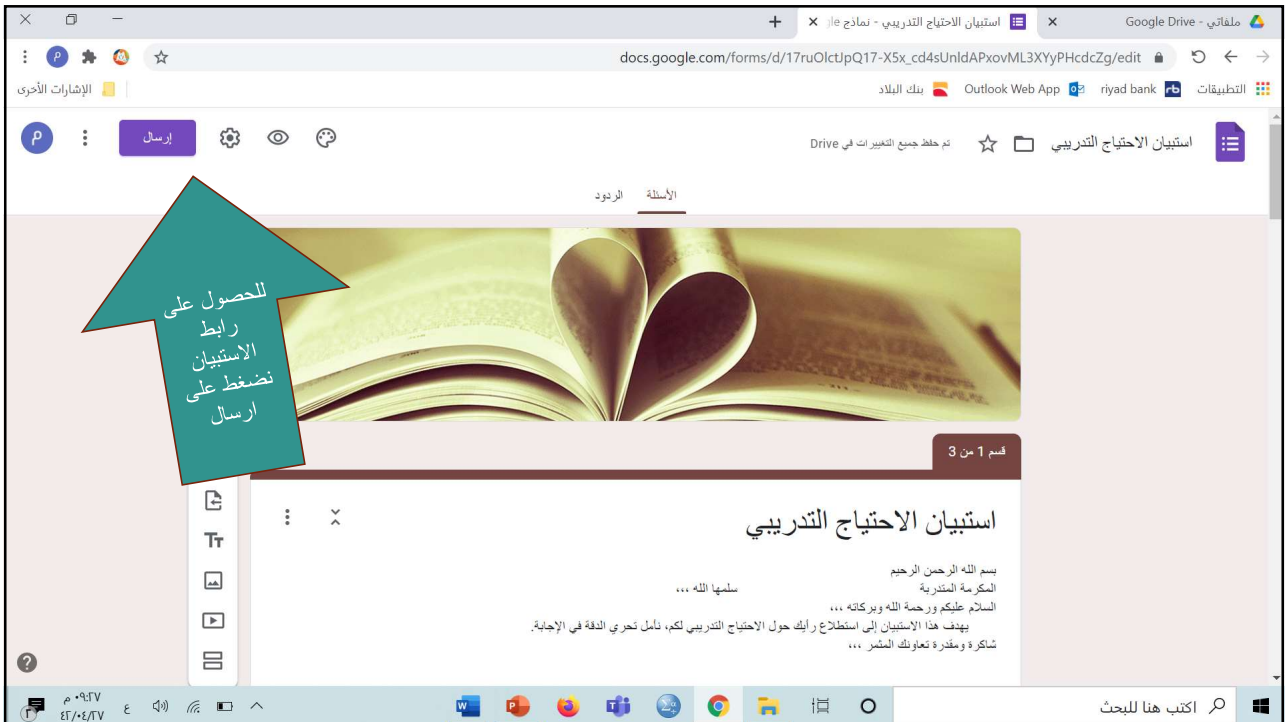 ملفاتي - Google Drive
استبيان الاحتياج التدريبي - نماذج
docs.google.com/forms/d/17ruOlctJpQ17-X5x_cd4sUnldAPxovML3XYyPHcdcZg/edit
التطبيقات riyad bank Outlook Web App بنك البلاد الإشارات الأخرى
استبيان الاحتياج التدريبي تم حفظ جميع التغييرات في Drive إرسال
الأسئلة الردود
للحصول على
رابط
الاستبيان
نضغط على
ارسال
قسم 1 من 3
استبيان الاحتياج التدريبي
بسم الله الرحمن الرحيم
المكرمة المتدربة سلمها الله ،،،
السلام عليكم ورحمة الله وبركاته ،،،
يهدف هذا الاستبيان إلى استطلاع رأيك حول الاحتياج التدريبي لكم، نأمل تحري الدقة في الإجابة.
شاكرة ومقدرة تعاونك المثمر ،،،
اكتب هنا للبحث
ع
٠٩:٢٧ م